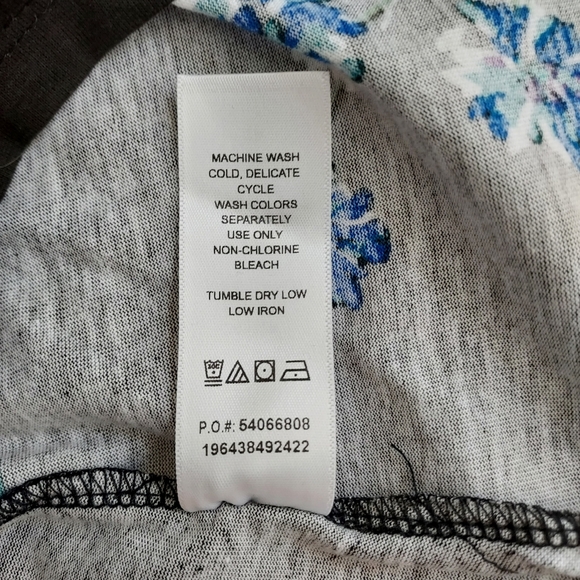 MACHINE WASH
COLD, DELICATE
CYCLE
WASH COLORS
SEPARATELY
USE ONLY
NON-CHLORINE
BLEACH
TUMBLE DRY LOW
LOW IRON
P.O.#: 54066808
196438492422